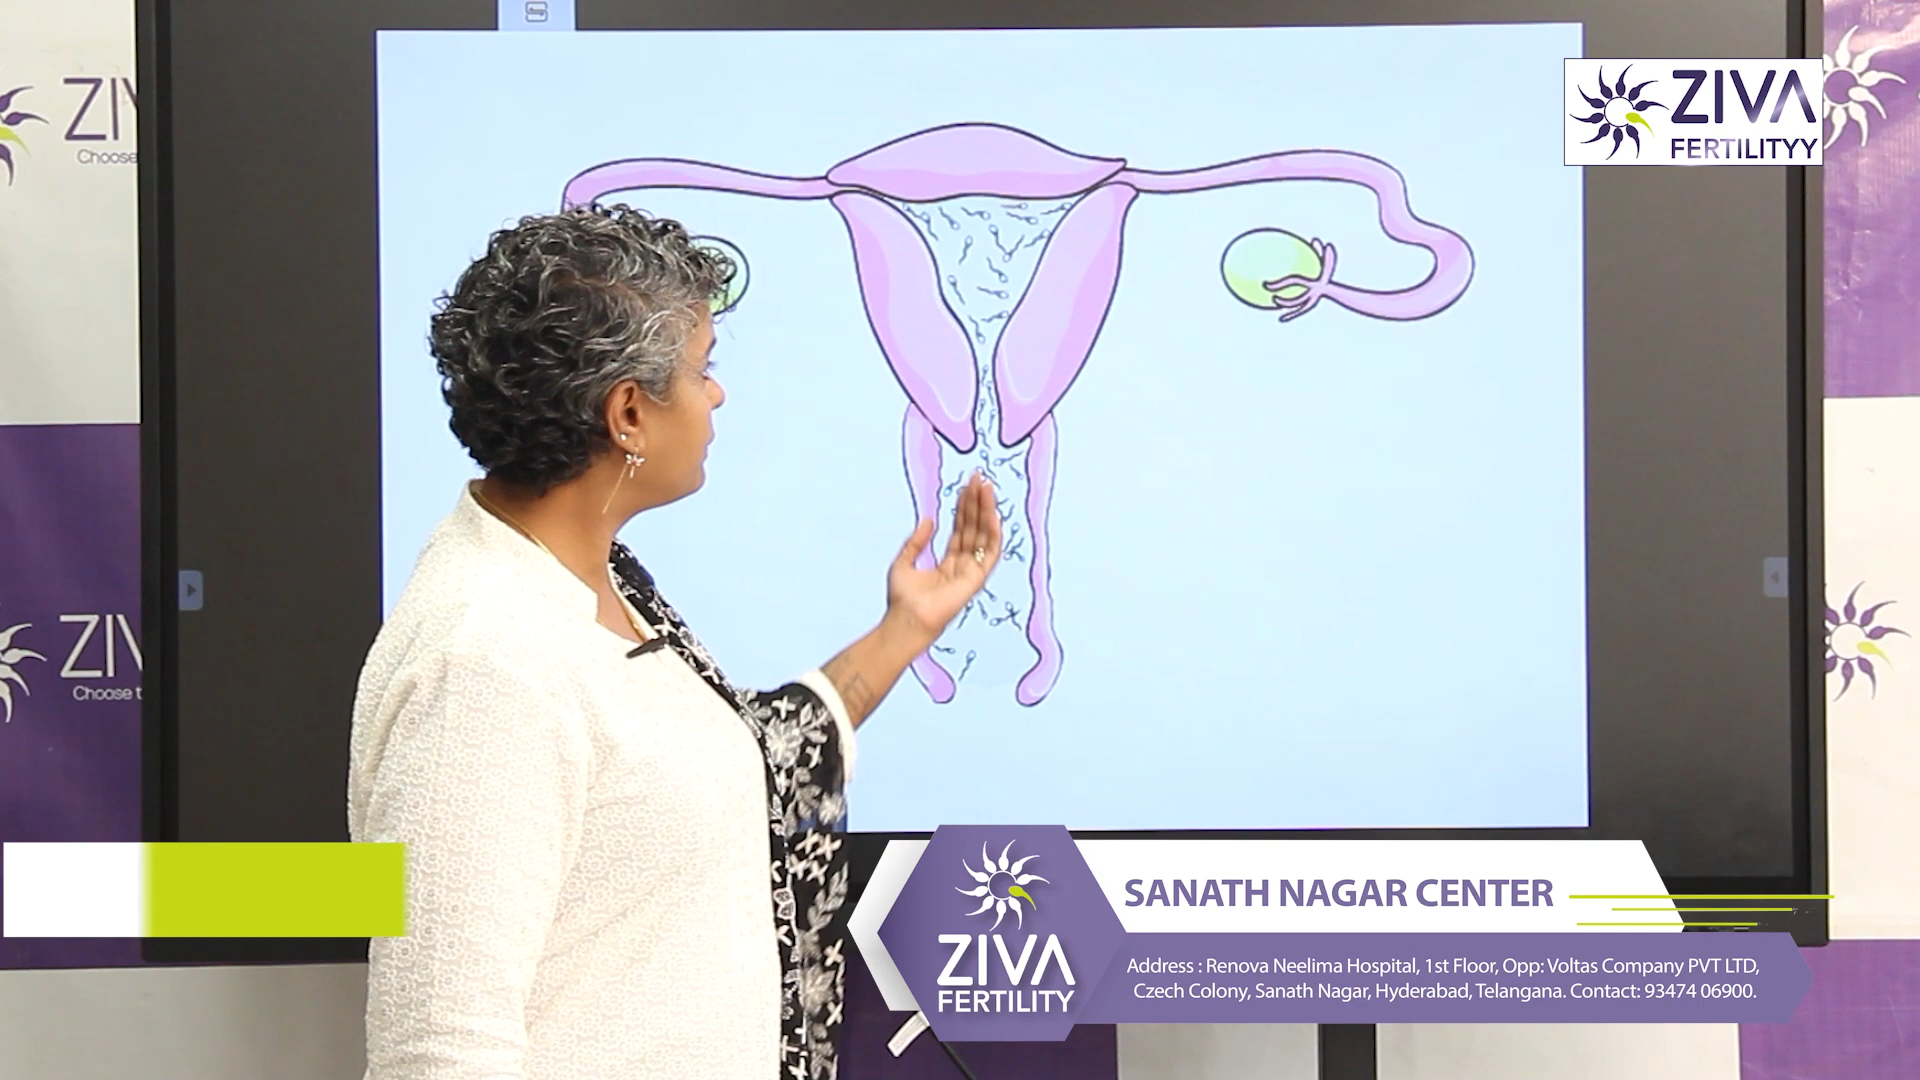 ZIVA
FERTILITYY
ZIV
Choose
ZIV
Choose t
SANATH NAGAR CENTER
ZIVA
FERTILITY
Address : Renova Neelima Hospital, 1st Floor, Opp: Voltas Company PVT LTD,
Czech Colony, Sanath Nagar, Hyderabad, Telangana. Contact: 93474 06900.